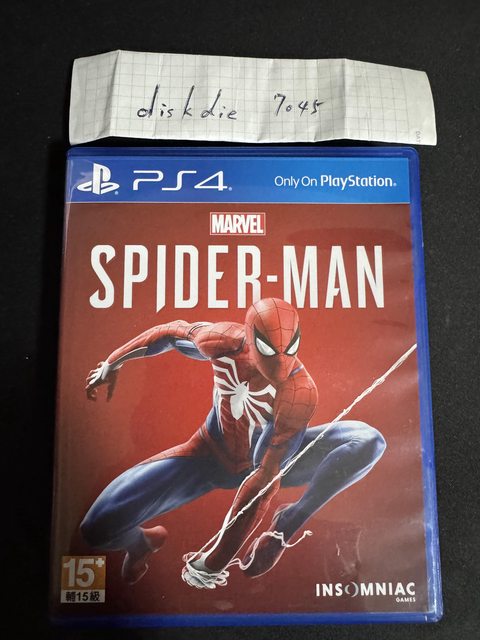 diskdie 7045
PS4 Only On PlayStation.
MARVEL
SPIDER-MAN
15+
輔15級
INSOMNIAC
GAMES